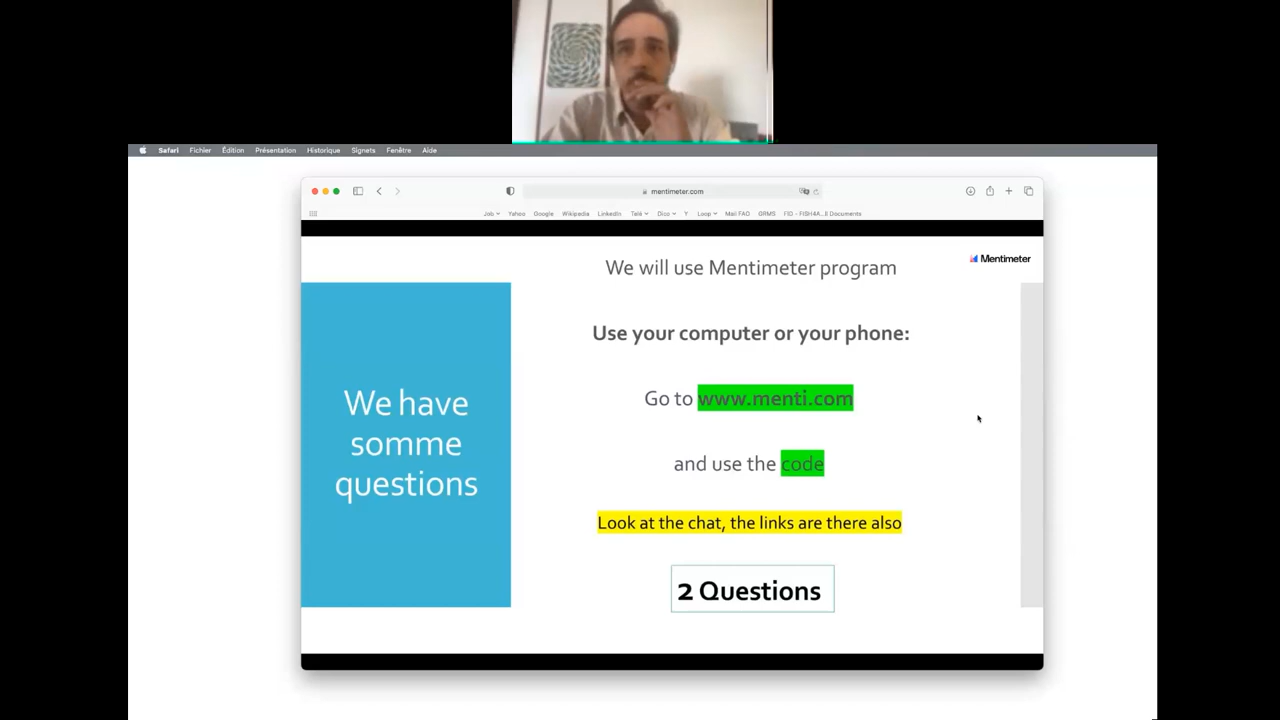 Safari Fichier Édition Présentation Historique Signets Fenêtre Aide
mentimeter.com
Job Yahoo Google Wikipedia LinkedIn Télé Dico Y Loop Mail FAO GRMS FID - FISH4A...S Documents
Mentimeter
We will use Mentimeter program
Use your computer or your phone:
Go to www.menti.com
and use the code
Look at the chat, the links are there also
2 Questions
We have
somme
questions